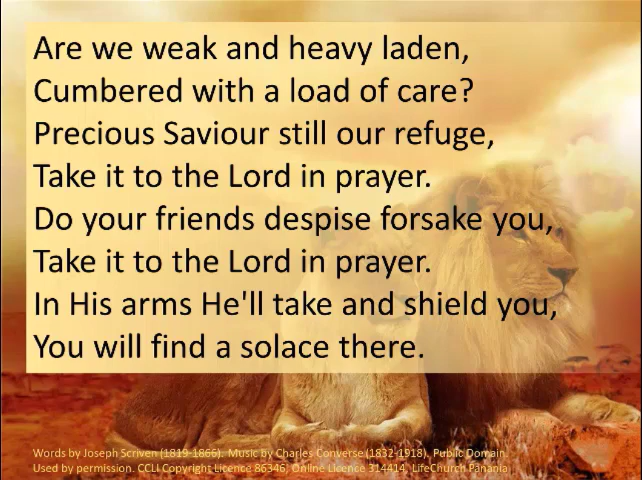 Are we weak and heavy laden,
Cumbered with a load of care?
Precious Saviour still our refuge,
Take it to the Lord in prayer.
Do your friends despise forsake you,
Take it to the Lord in prayer.
In His arms He'll take and shield you,
You will find a solace there.
Words by Joseph Scriven (1819-1866). Music by Charles Converse (1832-1918). Public Domain.
Used by permission. CCLI Copyright Licence 86346, Online Licence 314414, LifeChurch Panania